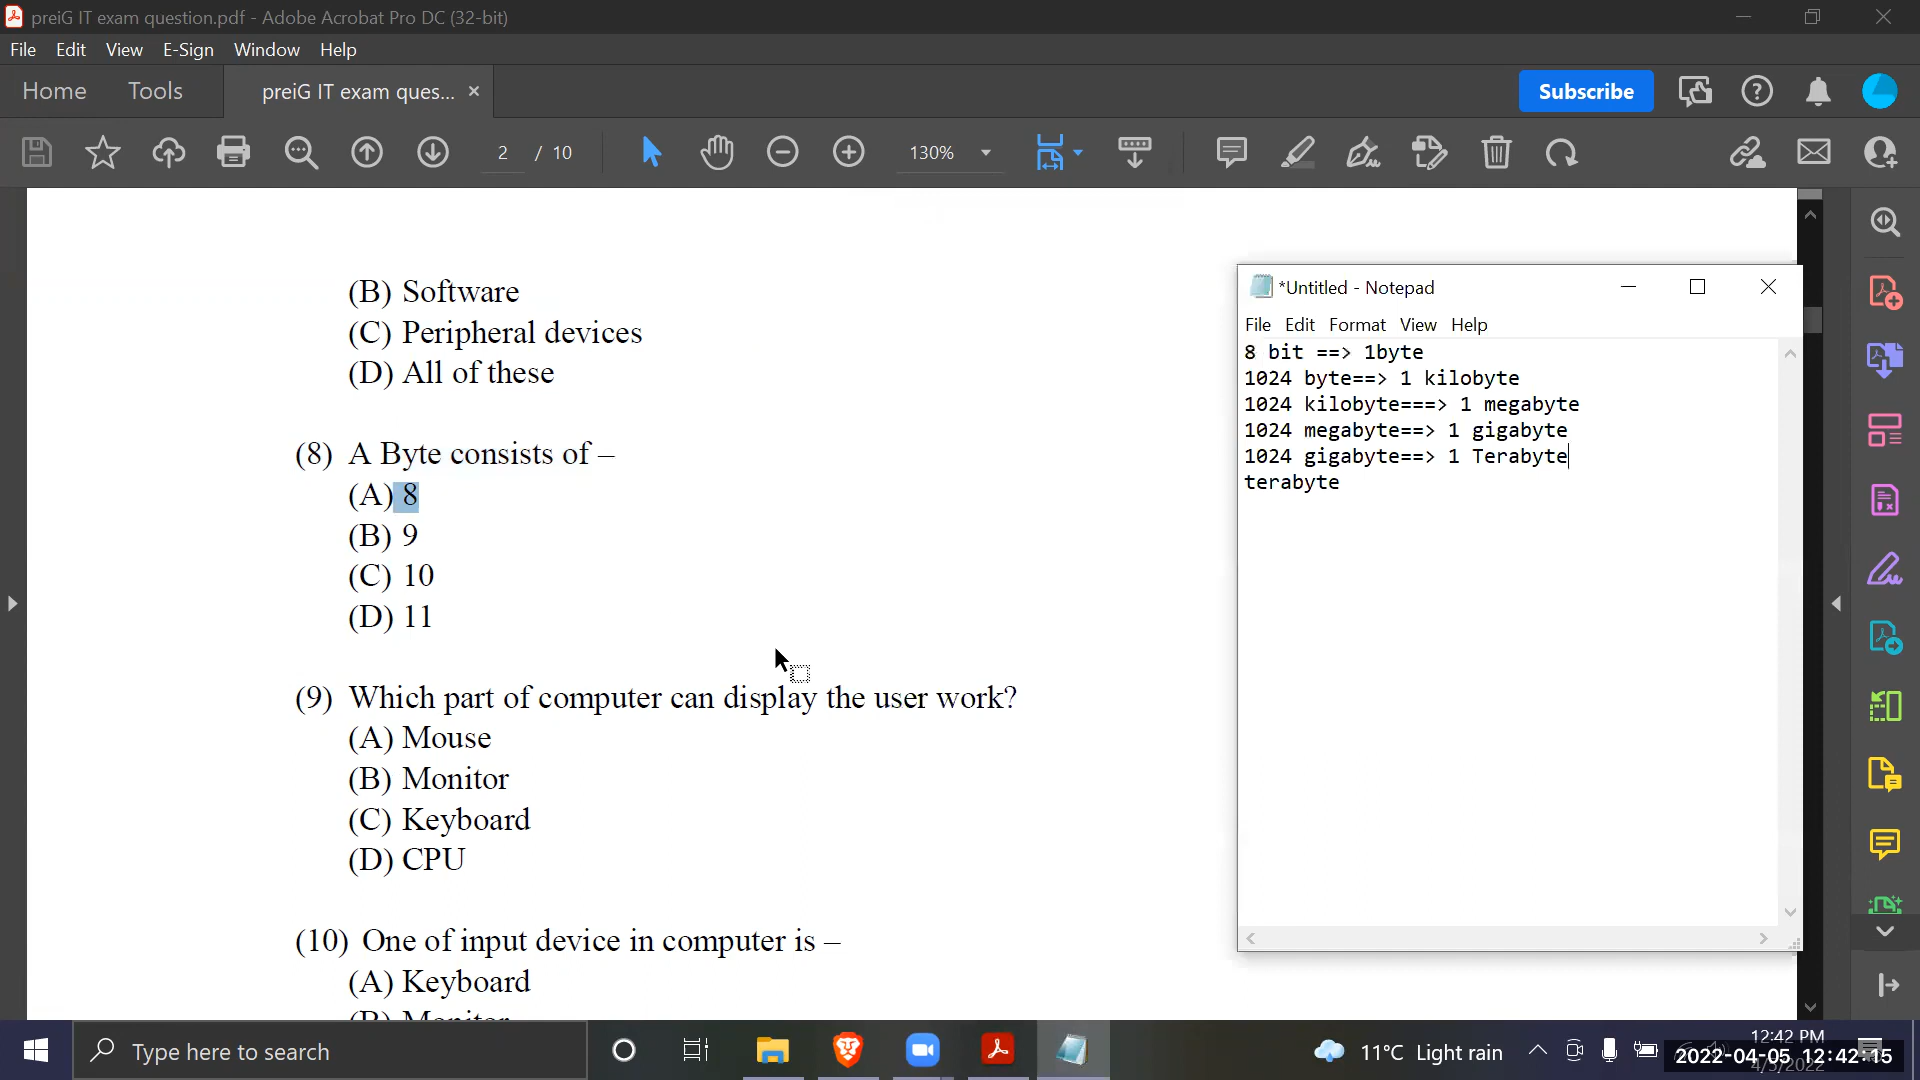 preiG IT exam question.pdf - Adobe Acrobat Pro DC (32-bit)
File Edit View E-Sign Window Help
Home Tools preiG IT exam ques... × Subscribe
2 / 10 130%
(B) Software
(C) Peripheral devices
(D) All of these
(8) A Byte consists of –
(A) 8
(B) 9
(C) 10
(D) 11
(9) Which part of computer can display the user work?
(A) Mouse
(B) Monitor
(C) Keyboard
(D) CPU
(10) One of input device in computer is –
(A) Keyboard
(B) Monitor
*Untitled - Notepad
File Edit Format View Help
8 bit ==> 1byte
1024 byte==> 1 kilobyte
1024 kilobyte===> 1 megabyte
1024 megabyte==> 1 gigabyte
1024 gigabyte==> 1 Terabyte
terabyte
Type here to search
11°C Light rain
12:42 PM
4/5/2022
2022-04-05 12:42:15